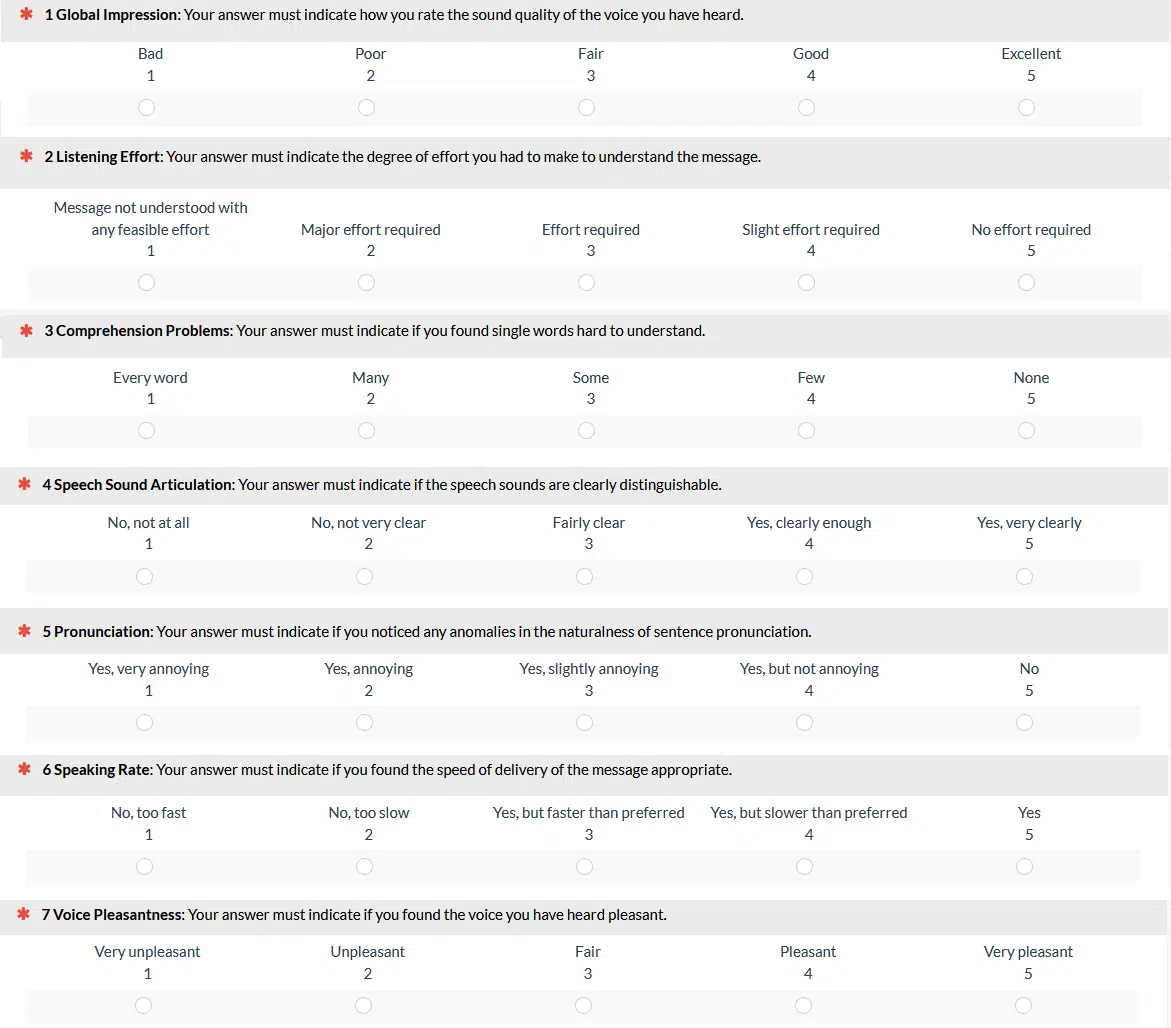 * 1 Global Impression: Your answer must indicate how you rate the sound quality of the voice you have heard.
Bad Poor Fair Good Excellent
1 2 3 4 5
* 2 Listening Effort: Your answer must indicate the degree of effort you had to make to understand the message.
Message not understood with
any feasible effort Major effort required Effort required Slight effort required No effort required
1 2 3 4 5
* 3 Comprehension Problems: Your answer must indicate if you found single words hard to understand.
Every word Many Some Few None
1 2 3 4 5
* 4 Speech Sound Articulation: Your answer must indicate if the speech sounds are clearly distinguishable.
No, not at all No, not very clear Fairly clear Yes, clearly enough Yes, very clearly
1 2 3 4 5
* 5 Pronunciation: Your answer must indicate if you noticed any anomalies in the naturalness of sentence pronunciation.
Yes, very annoying Yes, annoying Yes, slightly annoying Yes, but not annoying No
1 2 3 4 5
* 6 Speaking Rate: Your answer must indicate if you found the speed of delivery of the message appropriate.
No, too fast No, too slow Yes, but faster than preferred Yes, but slower than preferred Yes
1 2 3 4 5
* 7 Voice Pleasantness: Your answer must indicate if you found the voice you have heard pleasant.
Very unpleasant Unpleasant Fair Pleasant Very pleasant
1 2 3 4 5